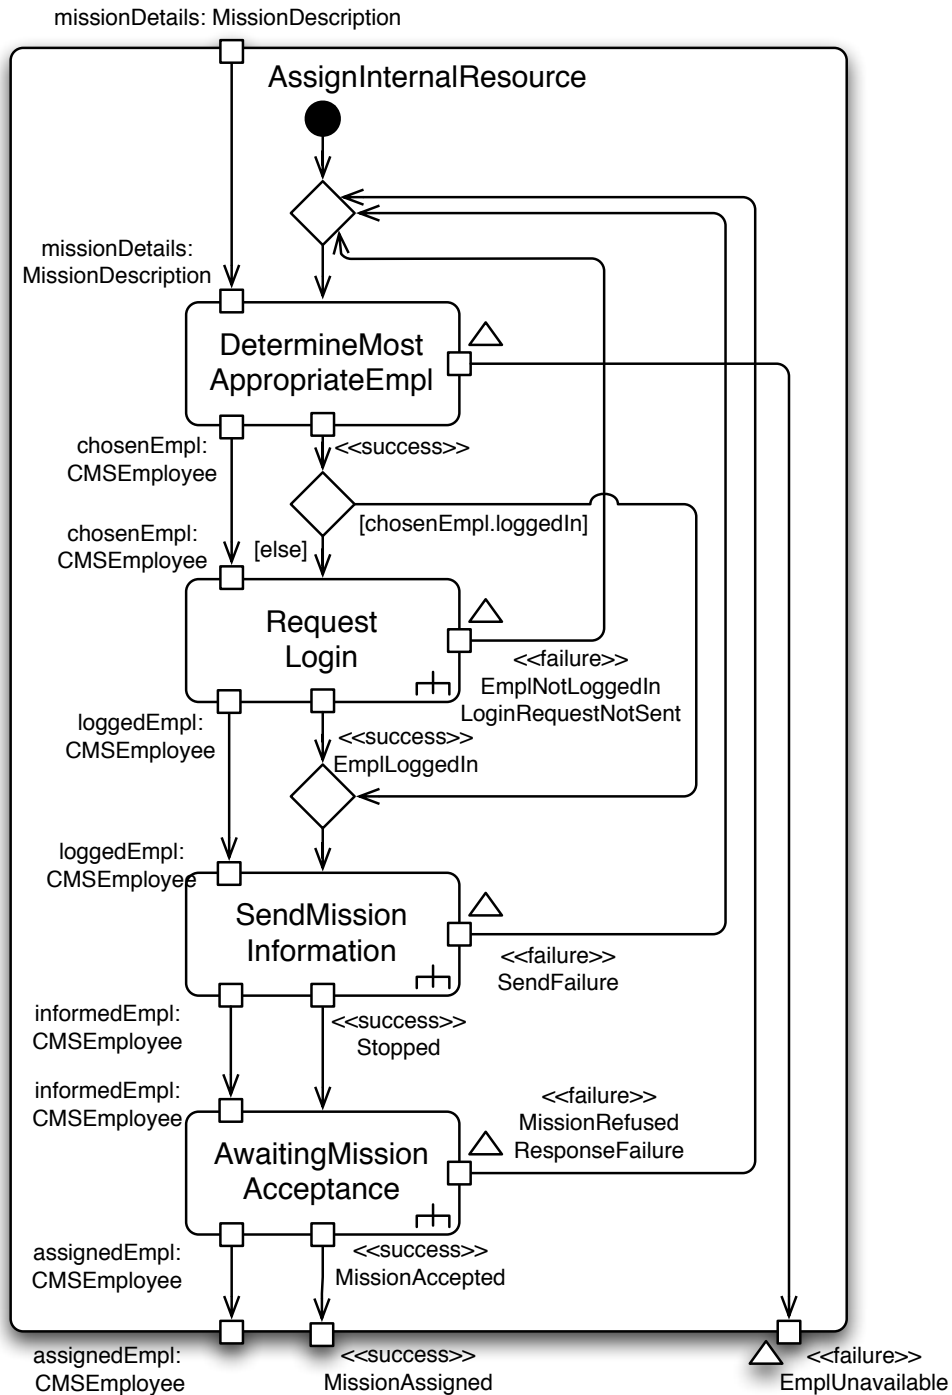 missionDetails: MissionDescription
AssignInternalResource
missionDetails:
MissionDescription
DetermineMost
AppropriateEmpl
chosenEmpl:
CMSEmployee
<<success>>
chosenEmpl:
CMSEmployee
[chosenEmpl.loggedIn]
[else]
Request
Login
<<failure>>
EmplNotLoggedIn
LoginRequestNotSent
loggedEmpl:
CMSEmployee
<<success>>
EmplLoggedIn
loggedEmpl:
CMSEmployee
SendMission
Information
<<failure>>
SendFailure
informedEmpl:
CMSEmployee
<<success>>
Stopped
informedEmpl:
CMSEmployee
<<failure>>
MissionRefused
ResponseFailure
AwaitingMission
Acceptance
assignedEmpl:
CMSEmployee
<<success>>
MissionAccepted
assignedEmpl:
CMSEmployee
<<success>>
MissionAssigned
<<failure>>
EmplUnavailable